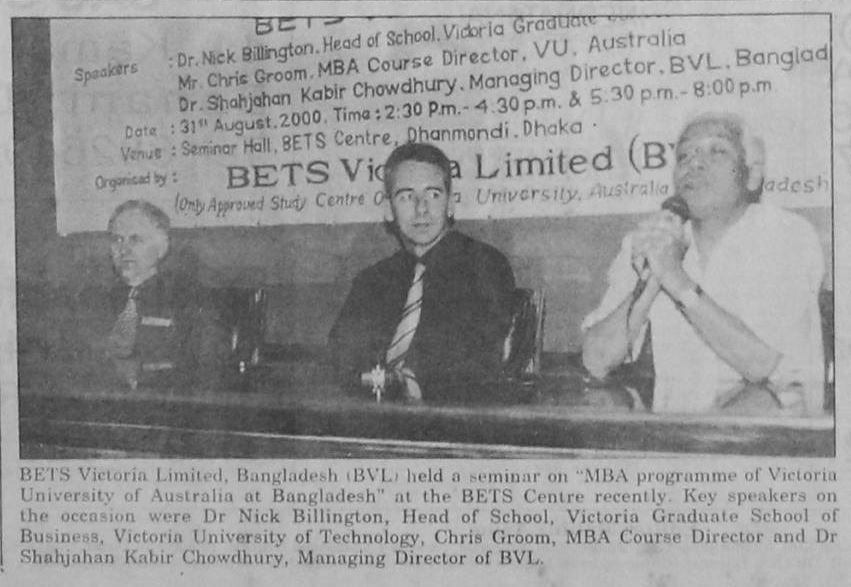 BETS Vic
Speakers : Dr. Nick Billington, Head of School, Victoria Graduate
Mr. Chris Groom, MBA Course Director, VU, Australia
Dr. Shahjahan Kabir Chowdhury, Managing Director, BVL, Banglad
Date : 31st August, 2000, Time : 2:30 p.m.- 4:30 p.m. & 5:30 p.m.- 8:00 p.m
Venue : Seminar Hall, BETS Centre, Dhanmondi, Dhaka
Organised by : BETS Vic a Limited (B
(Only Approved Study Centre O a University, Australia adesh
BETS Victoria Limited, Bangladesh (BVL) held a seminar on "MBA programme of Victoria
University of Australia at Bangladesh" at the BETS Centre recently. Key speakers on
the occasion were Dr Nick Billington, Head of School, Victoria Graduate School of
Business, Victoria University of Technology, Chris Groom, MBA Course Director and Dr
Shahjahan Kabir Chowdhury, Managing Director of BVL.